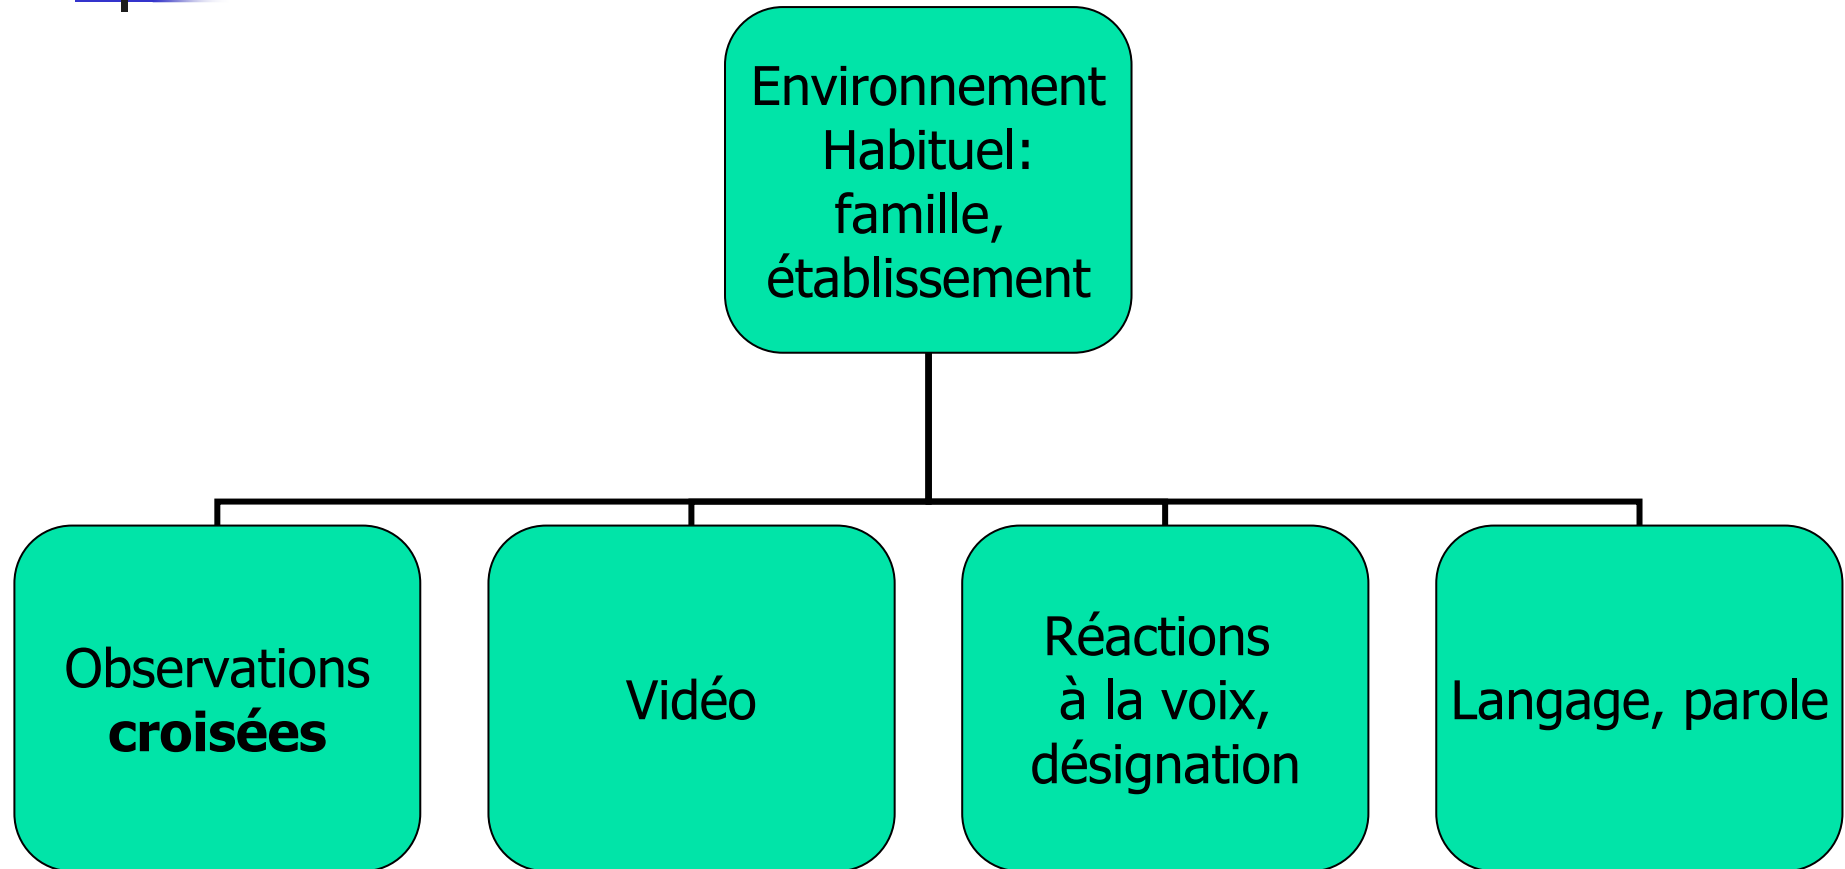 Environnement
Habituel:
famille,
établissement
Observations
croisées
Vidéo
Réactions
à la voix,
désignation
Langage, parole